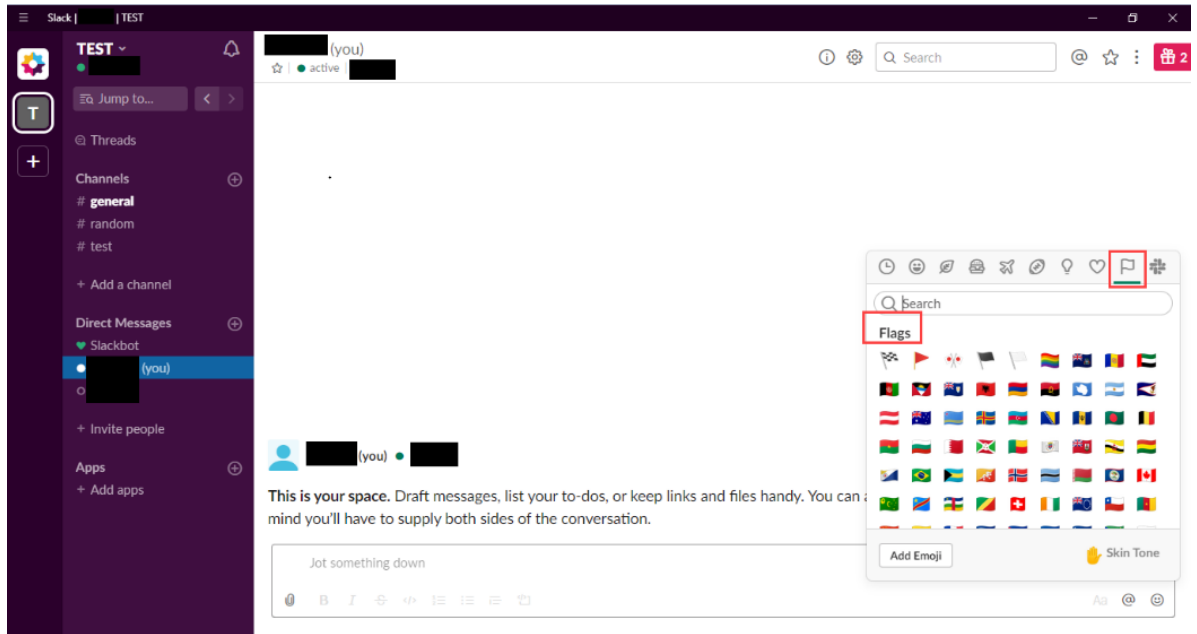 Slack | | TEST
TEST
T
Jump to...
Threads
Channels
# general
# random
# test
+ Add a channel
Direct Messages
Slackbot
(you)
+ Invite people
Apps
+ Add apps
(you)
active
Search
2
Search
Flags
Add Emoji
Skin Tone
(you)
This is your space. Draft messages, list your to-dos, or keep links and files handy. You can
mind you'll have to supply both sides of the conversation.
Jot something down
B I S
Aa @